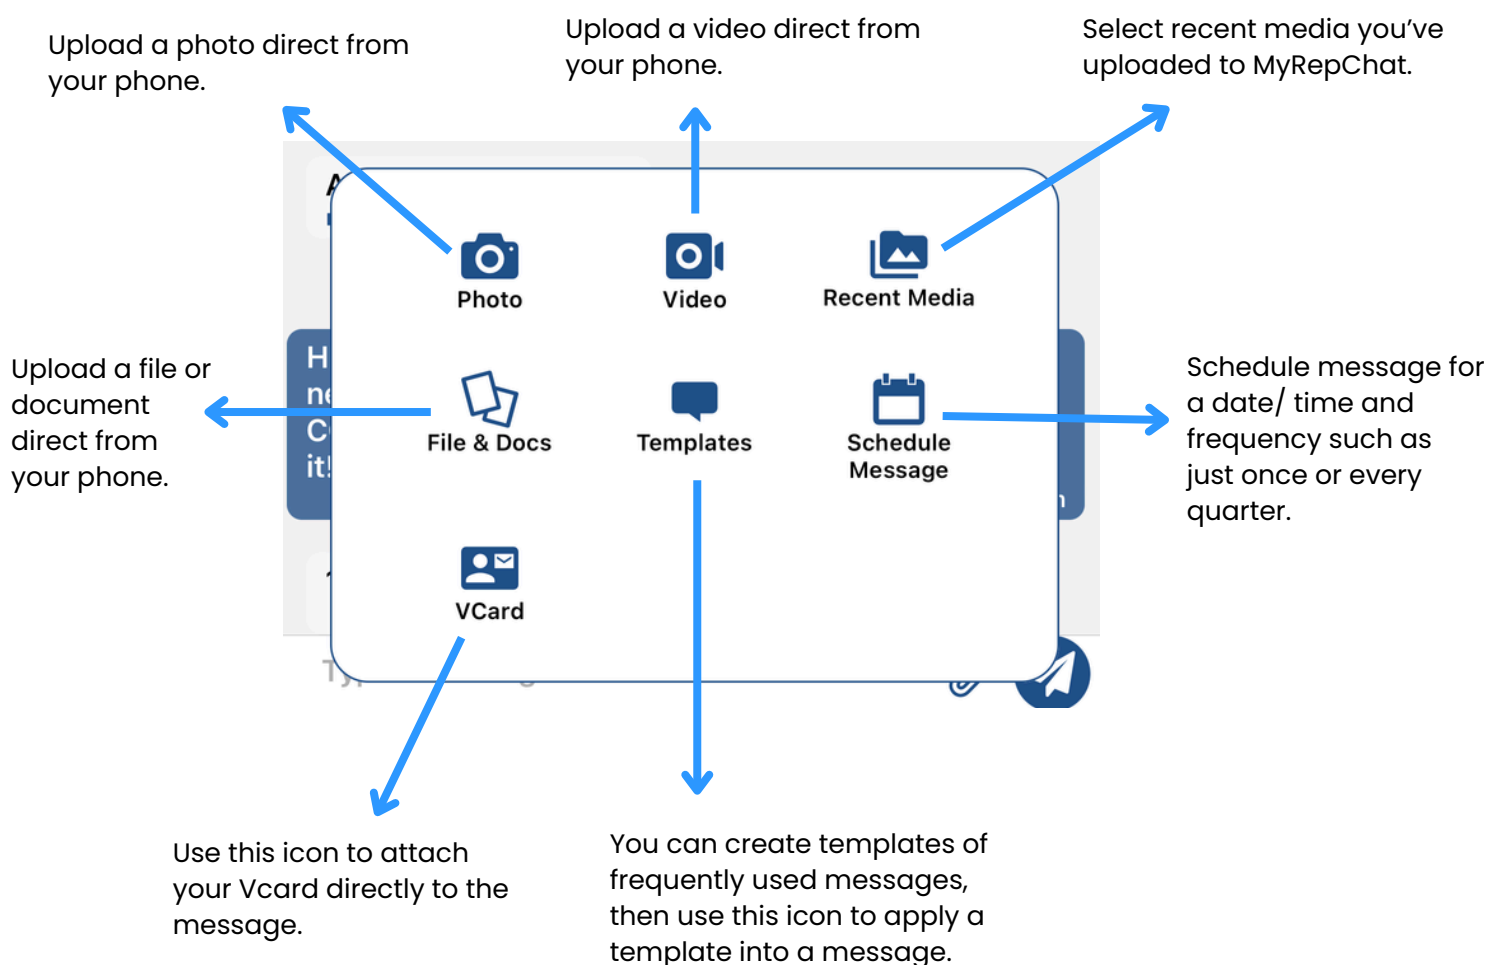 Upload a photo direct from
your phone.
Upload a video direct from
your phone.
Select recent media you’ve
uploaded to MyRepChat.
Photo
Video
Recent Media
Upload a file or
document
direct from
your phone.
File & Docs
Templates
Schedule
Message
Schedule message for
a date/ time and
frequency such as
just once or every
quarter.
VCard
Use this icon to attach
your Vcard directly to the
message.
You can create templates of
frequently used messages,
then use this icon to apply a
template into a message.